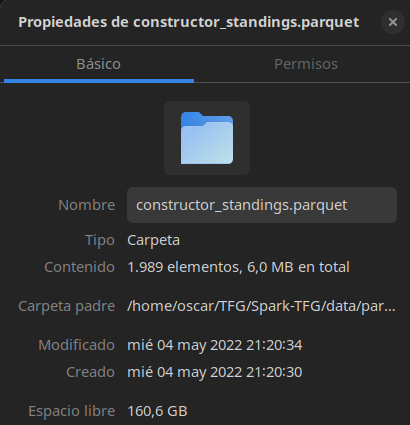 Propiedades de constructor_standings.parquet
Básico
Permisos
Nombre constructor_standings.parquet
Tipo Carpeta
Contenido 1.989 elementos, 6,0 MB en total
Carpeta padre /home/oscar/TFG/Spark-TFG/data/par...
Modificado mié 04 may 2022 21:20:34
Creado mié 04 may 2022 21:20:30
Espacio libre 160,6 GB